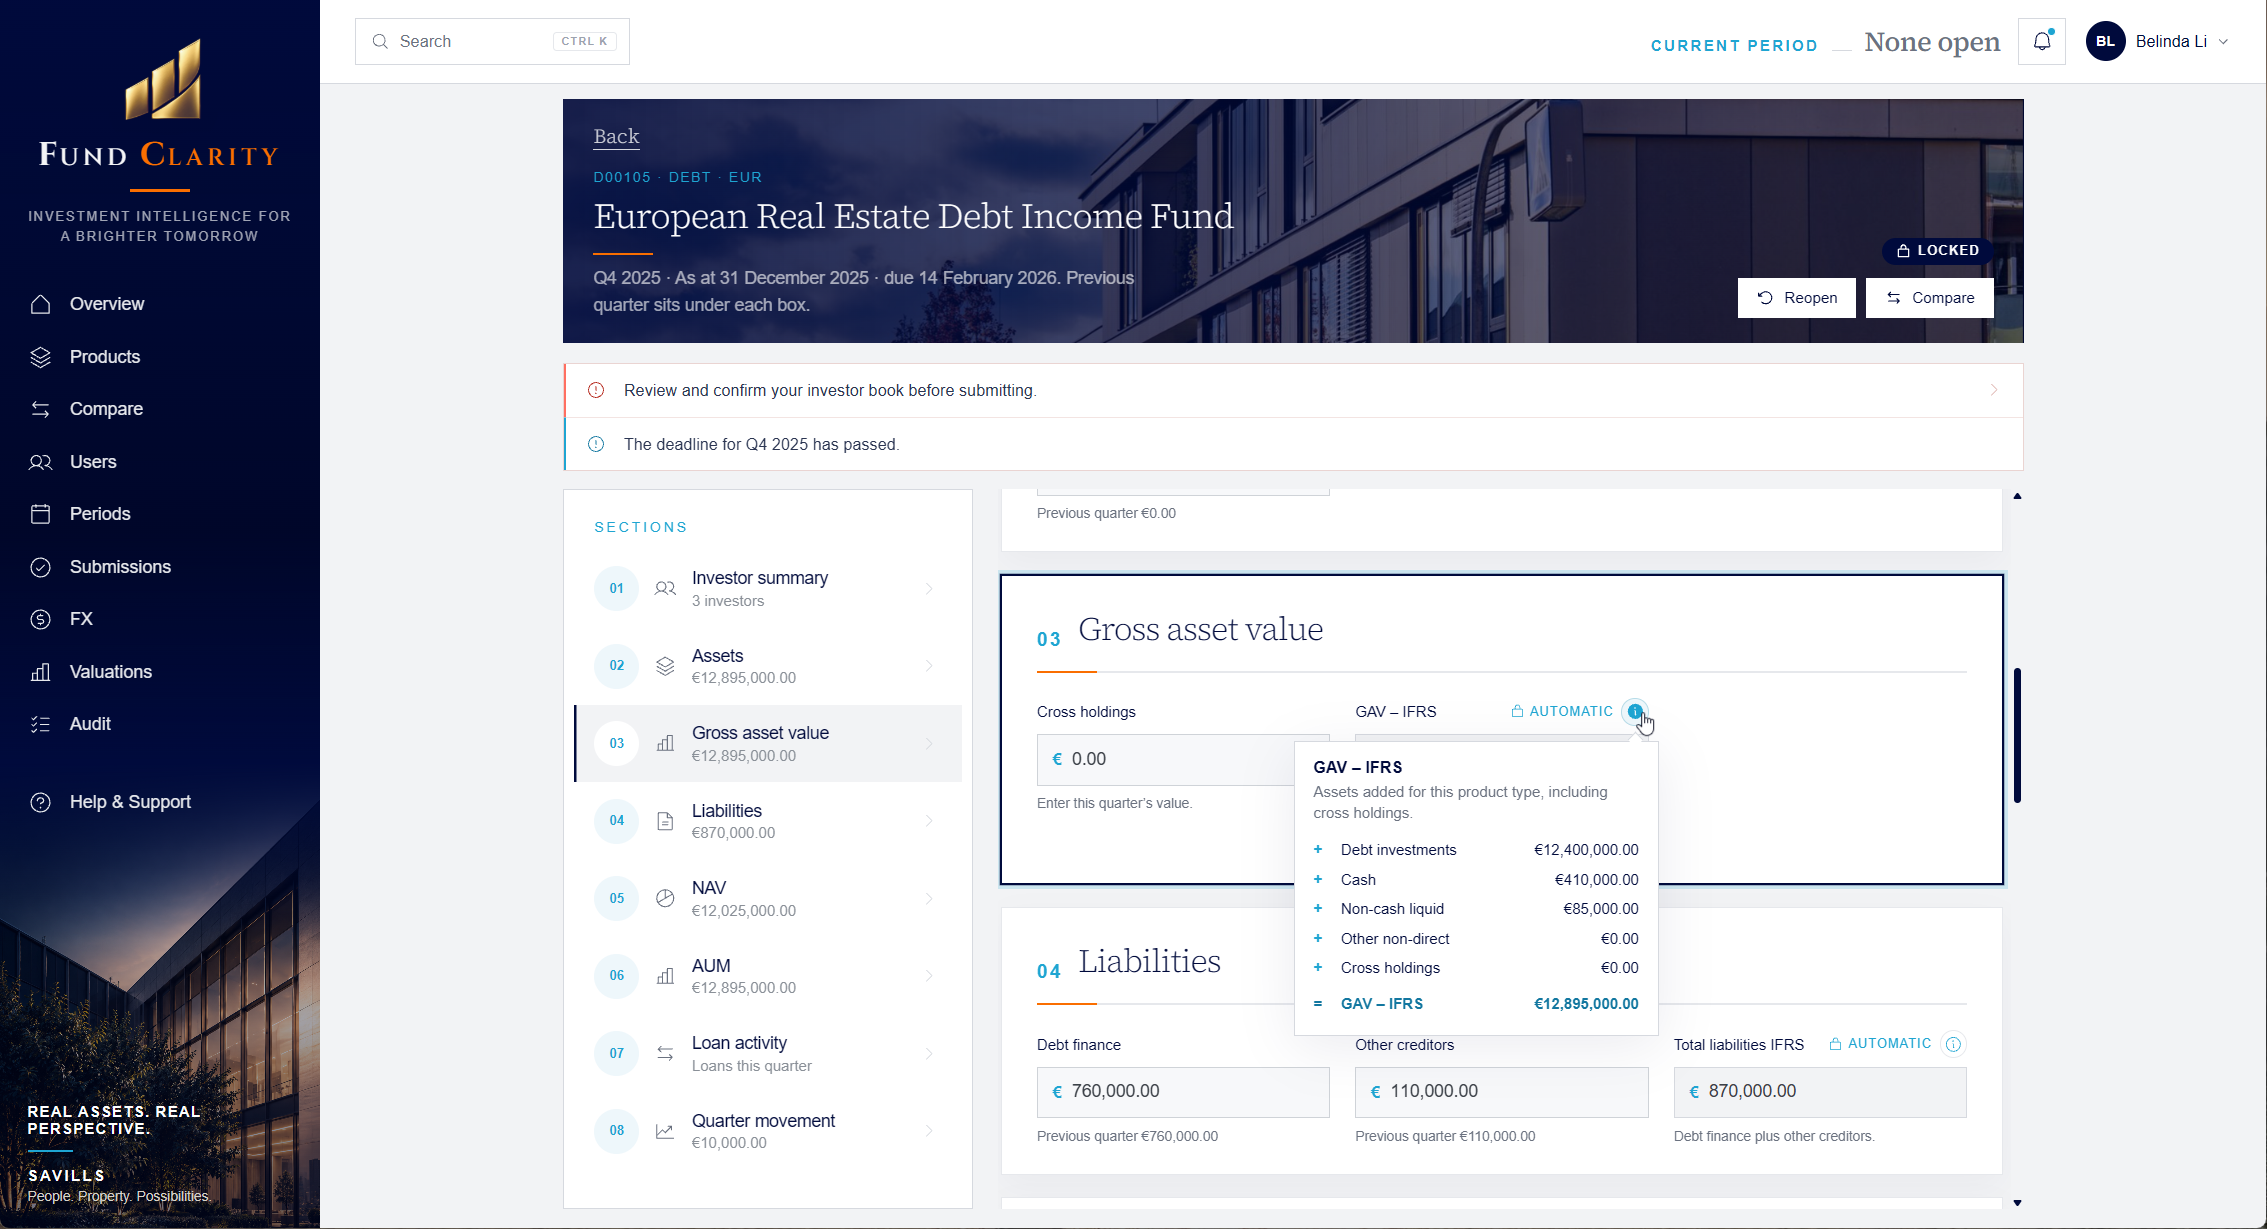 FUND CLARITY
INVESTMENT INTELLIGENCE FOR
A BRIGHTER TOMORROW
Overview
Products
Compare
Users
Periods
Submissions
FX
Valuations
Audit
Help & Support
REAL ASSETS. REAL
PERSPECTIVE.
SAVILLS
People. Property. Possibilities.
Search
CTRL K
CURRENT PERIOD
None open
BL
Belinda Li
Back
D00105 · DEBT · EUR
European Real Estate Debt Income Fund
Q4 2025 · As at 31 December 2025 · due 14 February 2026. Previous
quarter sits under each box.
LOCKED
Reopen
Compare
Review and confirm your investor book before submitting.
The deadline for Q4 2025 has passed.
SECTIONS
01
Investor summary
3 investors
02
Assets
€12,895,000.00
03
Gross asset value
€12,895,000.00
04
Liabilities
€870,000.00
05
NAV
€12,025,000.00
06
AUM
€12,895,000.00
07
Loan activity
Loans this quarter
08
Quarter movement
€10,000.00
Previous quarter €0.00
03 Gross asset value
Cross holdings
€ 0.00
Enter this quarter’s value.
GAV – IFRS
AUTOMATIC
GAV – IFRS
Assets added for this product type, including
cross holdings.
+ Debt investments €12,400,000.00
+ Cash €410,000.00
+ Non-cash liquid €85,000.00
+ Other non-direct €0.00
+ Cross holdings €0.00
= GAV – IFRS €12,895,000.00
04 Liabilities
Debt finance
€ 760,000.00
Previous quarter €760,000.00
Other creditors
€ 110,000.00
Previous quarter €110,000.00
Total liabilities IFRS
AUTOMATIC
€ 870,000.00
Debt finance plus other creditors.